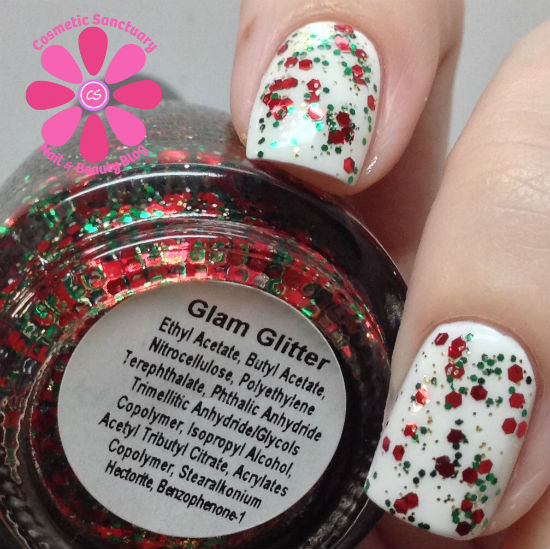 Cosmetic Sanctuary
CS
Nail & Beauty Blog
Glam Glitter
Ethyl Acetate, Butyl Acetate,
Nitrocellulose, Polyethylene
Terephthalate, Phthalic Anhydride
Trimellitic Anhydride/Glycols
Copolymer, Isopropyl Alcohol,
Acetyl Tributyl Citrate, Acrylates
Copolymer, Stearalkonium
Hectorite, Benzophenone-1